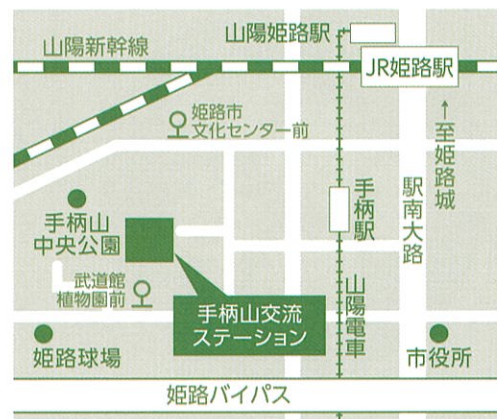 山陽新幹線
山陽姫路駅
JR姫路駅
姫路市
文化センター前
↑至姫路城
手柄駅
駅南大路
手柄山
中央公園
武道館
植物園前
手柄山交流
ステーション
山陽電車
姫路球場
市役所
姫路バイパス